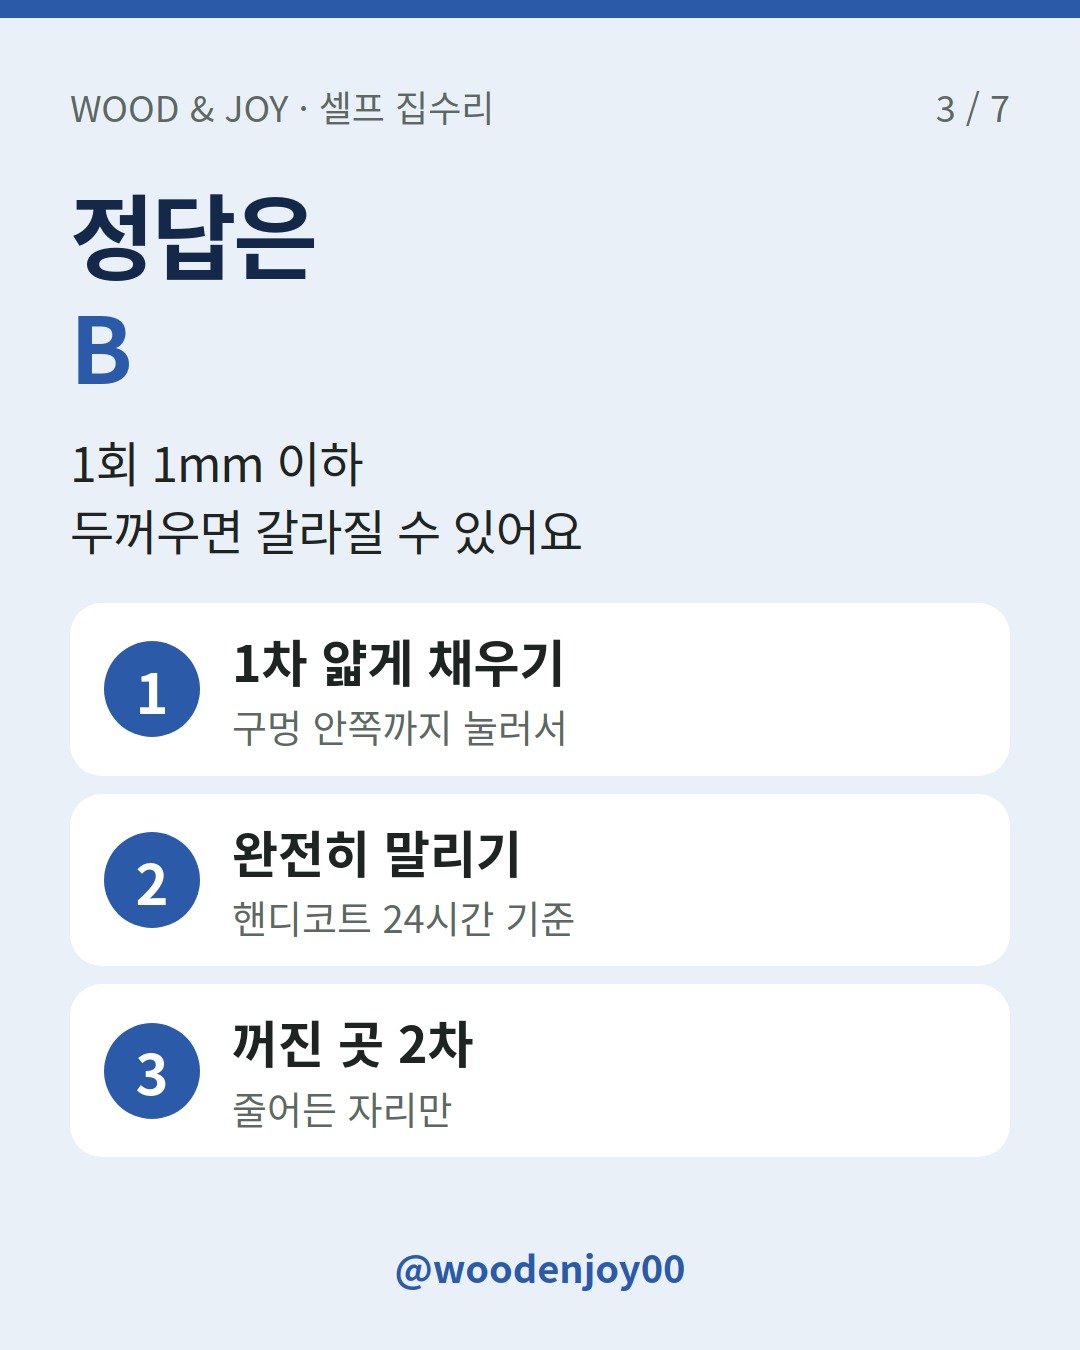 WOOD & JOY · 셀프 집수리
3 / 7
정답은
B
1회 1mm 이하
두꺼우면 갈라질 수 있어요
1
1차 얇게 채우기
구멍 안쪽까지 눌러서
2
완전히 말리기
핸디코트 24시간 기준
3
꺼진 곳 2차
줄어든 자리만
@woodenjoy00